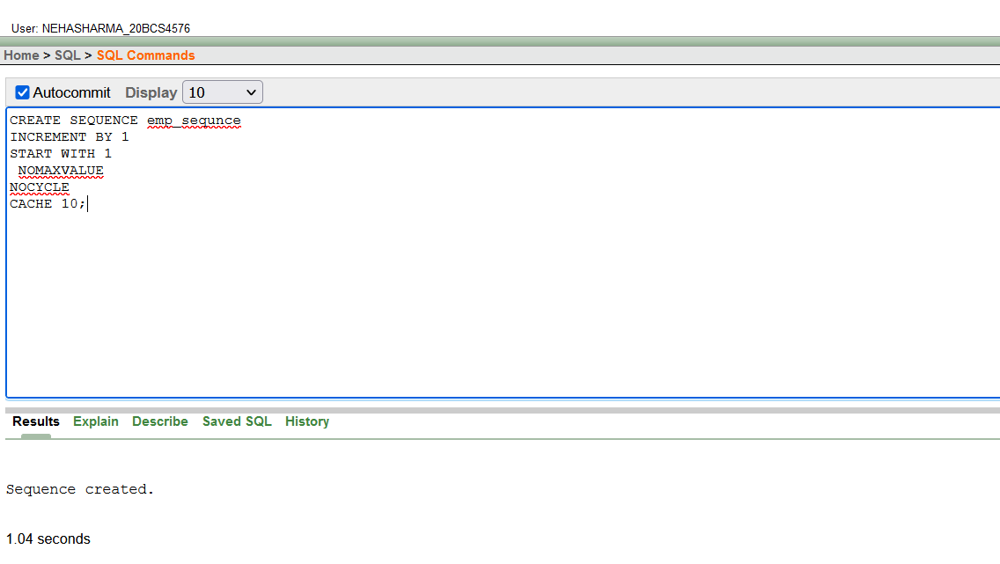 User: NEHASHARMA_20BCS4576
Home > SQL > SQL Commands
Autocommit Display 10
CREATE SEQUENCE emp_sequnce
INCREMENT BY 1
START WITH 1
NOMAXVALUE
NOCYCLE
CACHE 10;
Results Explain Describe Saved SQL History
Sequence created.
1.04 seconds